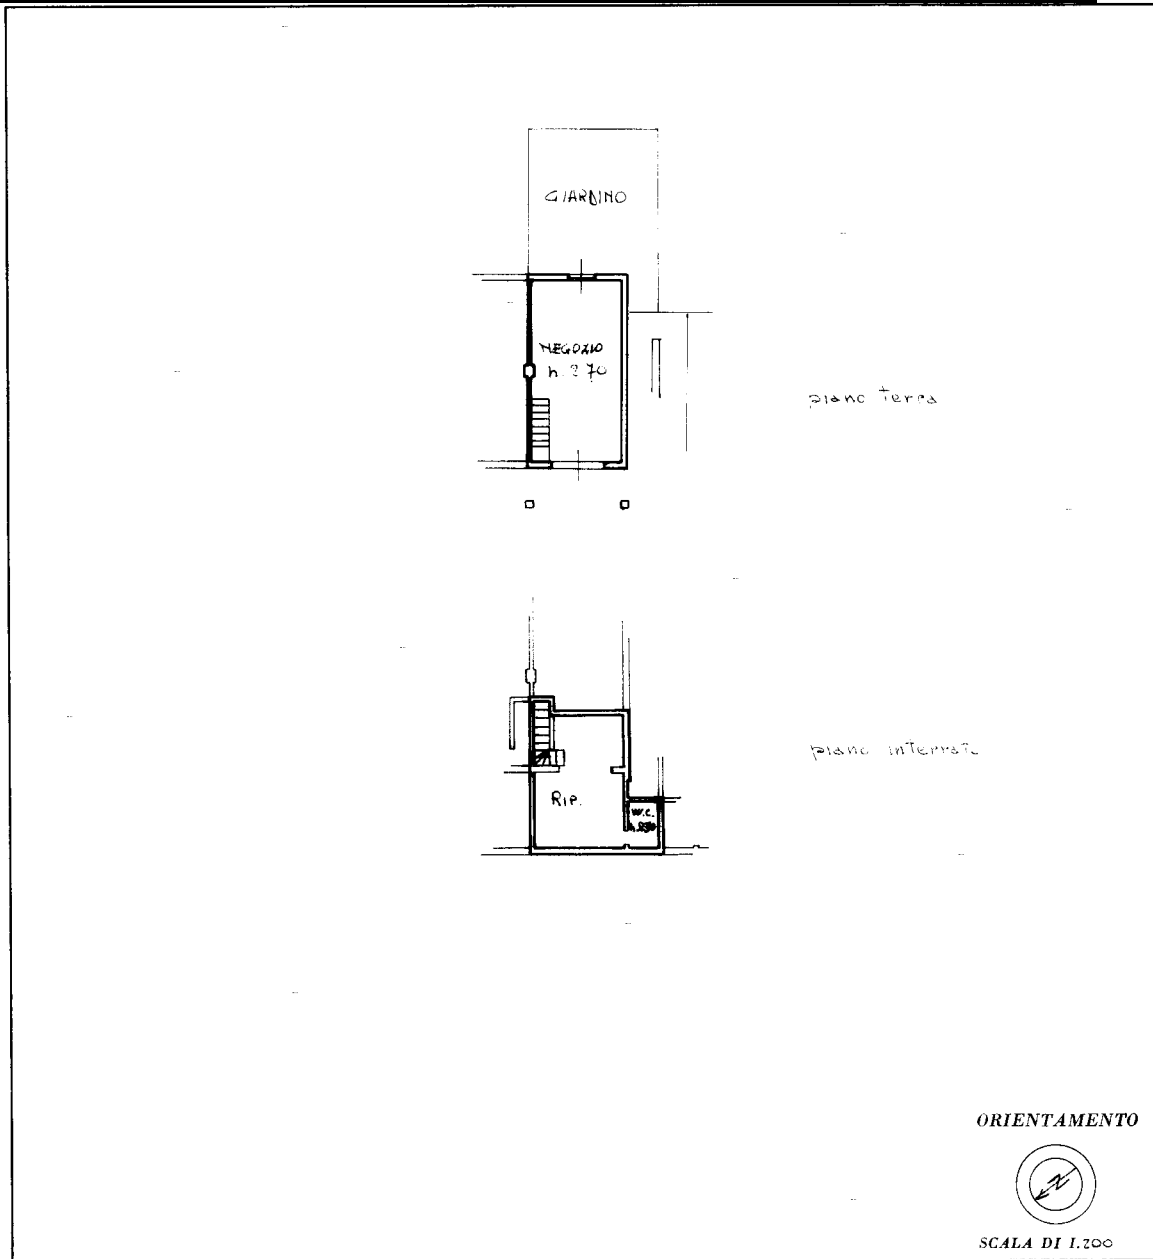 GIARDINO
NEGOZIO
h. 2 70
piano terra
piano interrato
RIP.
W.C.
ORIENTAMENTO
N
SCALA DI 1.200